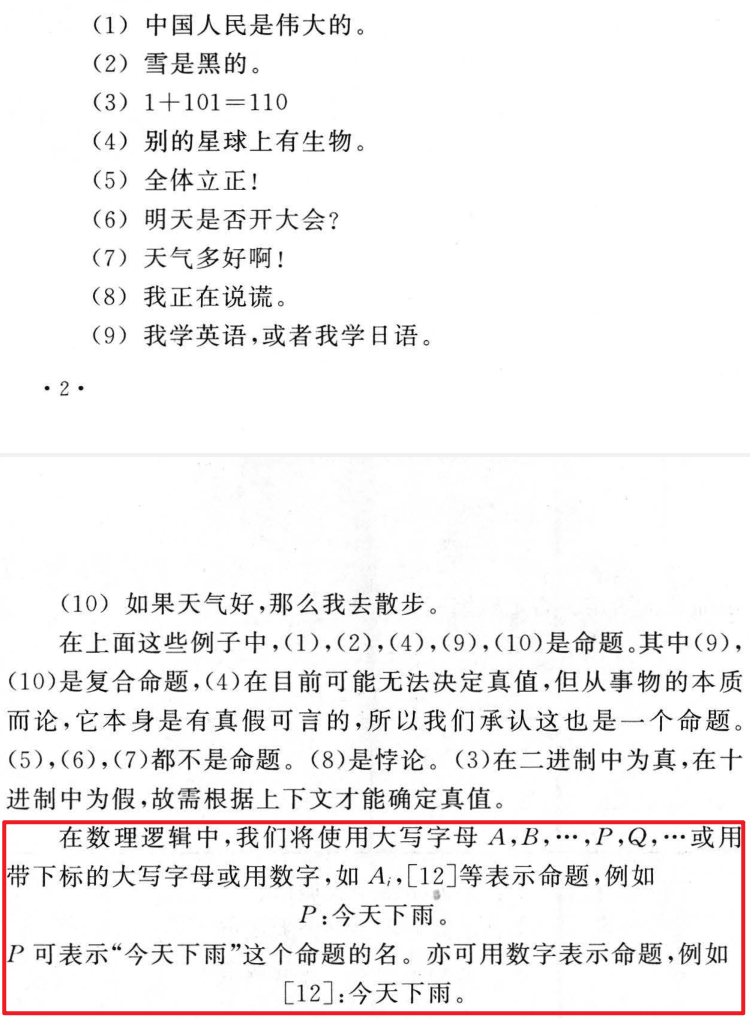 (1) 中国人民是伟大的。
(2) 雪是黑的。
(3) 1+101=110
(4) 别的星球上有生物。
(5) 全体立正!
(6) 明天是否开大会?
(7) 天气多好啊!
(8) 我正在说谎。
(9) 我学英语,或者我学日语。
·2·
(10) 如果天气好,那么我去散步。
在上面这些例子中,(1),(2),(4),(9),(10)是命题。其中(9),
(10)是复合命题,(4)在目前可能无法决定真值,但从事物的本质
而论,它本身是有真假可言的,所以我们承认这也是一个命题。
(5),(6),(7)都不是命题。(8)是悖论。(3)在二进制中为真,在十
进制中为假,故需根据上下文才能确定真值。
在数理逻辑中,我们将使用大写字母 A,B,…,P,Q,…或用
带下标的大写字母或用数字,如 Aᵢ,[12]等表示命题,例如
P:今天下雨。
P 可表示“今天下雨”这个命题的名。亦可用数字表示命题,例如
[12]:今天下雨。